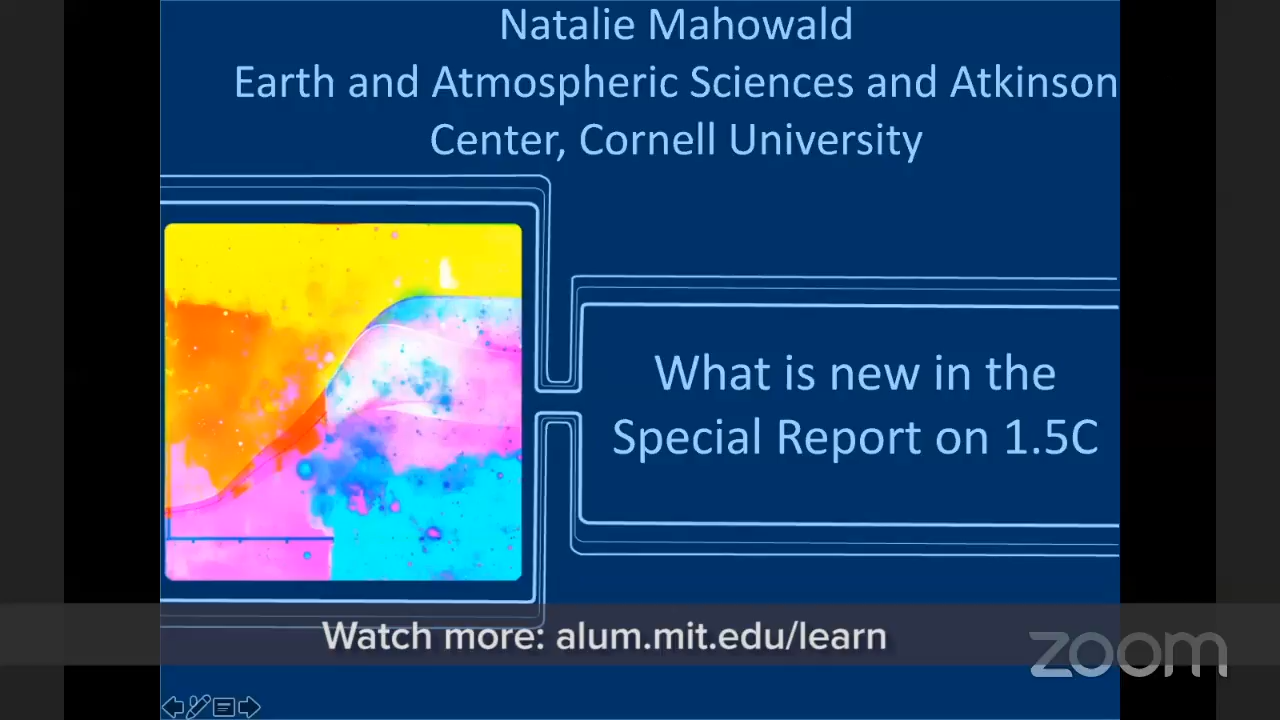 Natalie Mahowald
Earth and Atmospheric Sciences and Atkinson
Center, Cornell University
What is new in the
Special Report on 1.5C
Watch more: alum.mit.edu/learn
zoom